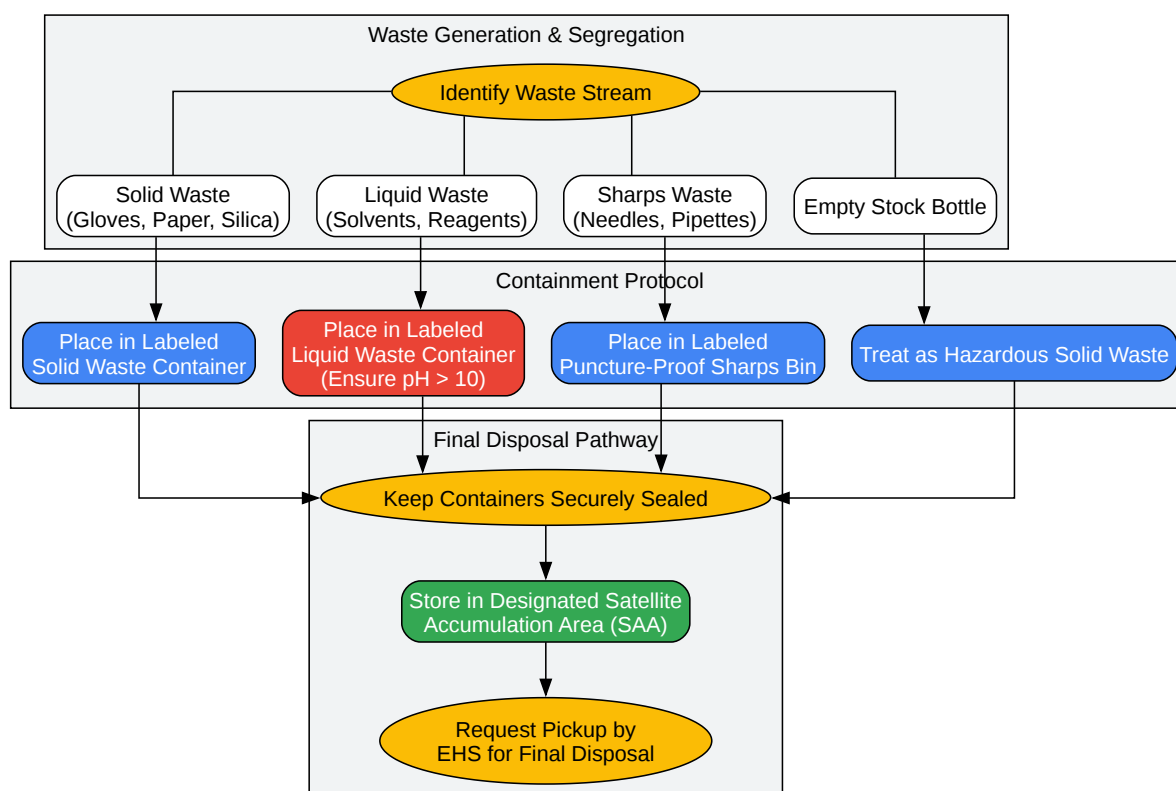 Waste Generation & Segregation
Identify Waste Stream
Solid Waste
(Gloves, Paper, Silica)
Liquid Waste
(Solvents, Reagents)
Sharps Waste
(Needles, Pipettes)
Empty Stock Bottle
Containment Protocol
Place in Labeled
Solid Waste Container
Place in Labeled
Liquid Waste Container
(Ensure pH > 10)
Place in Labeled
Puncture-Proof Sharps Bin
Treat as Hazardous Solid Waste
Final Disposal Pathway
Keep Containers Securely Sealed
Store in Designated Satellite
Accumulation Area (SAA)
Request Pickup by
EHS for Final Disposal